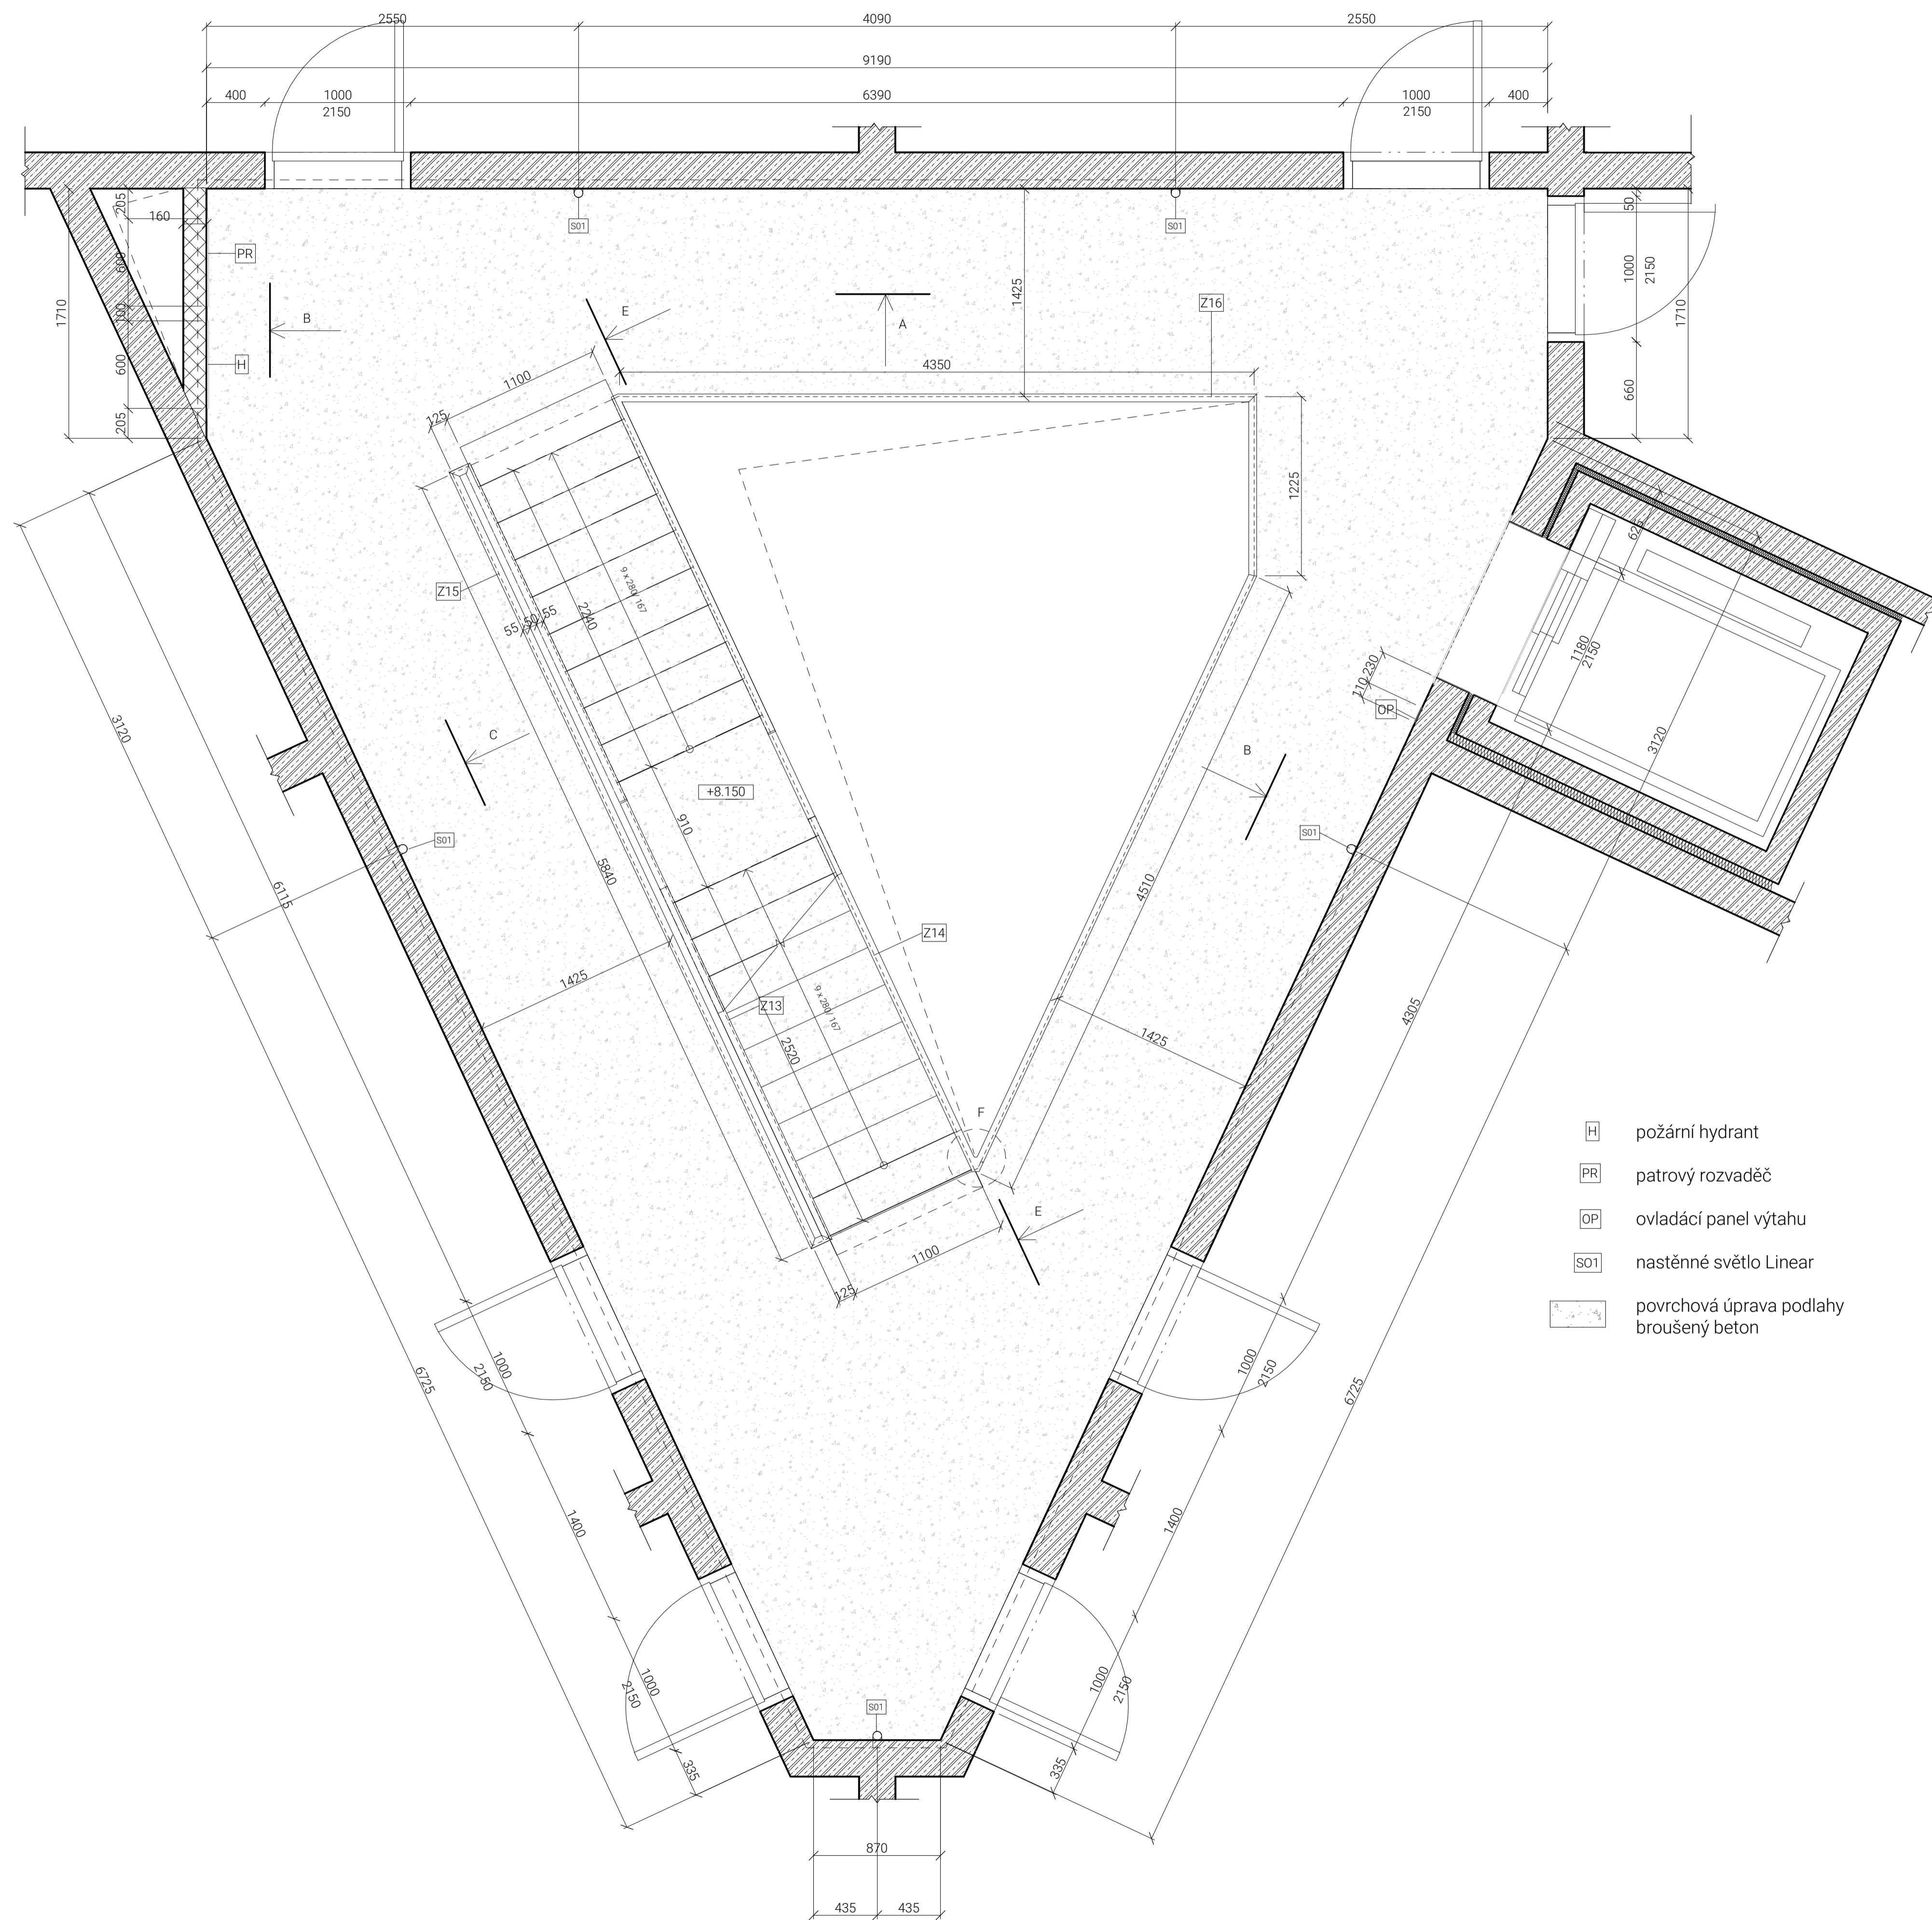 2550
4090
2550
9190
400
1000
2150
6390
1000
2150
400
205
160
600
100
600
205
1710
PR
H
B
E
A
S01
S01
1425
Z16
4350
1225
50
1000
2150
660
1710
1100
125
Z15
55
50
55
2240
9 x 280/ 167
C
+8.150
910
5840
S01
3120
6115
1425
Z14
Z13
9 x 280/ 167
2520
4510
1425
F
E
1100
125
B
S01
OP
110
230
625
1180
2150
3120
4305
6725
6725
1000
2150
1400
1000
2150
335
1000
2150
1400
1000
2150
335
S01
870
435
435
H požární hydrant
PR patrový rozvaděč
OP ovladácí panel výtahu
SO1 nastěnné světlo Linear
povrchová úprava podlahy
broušený beton